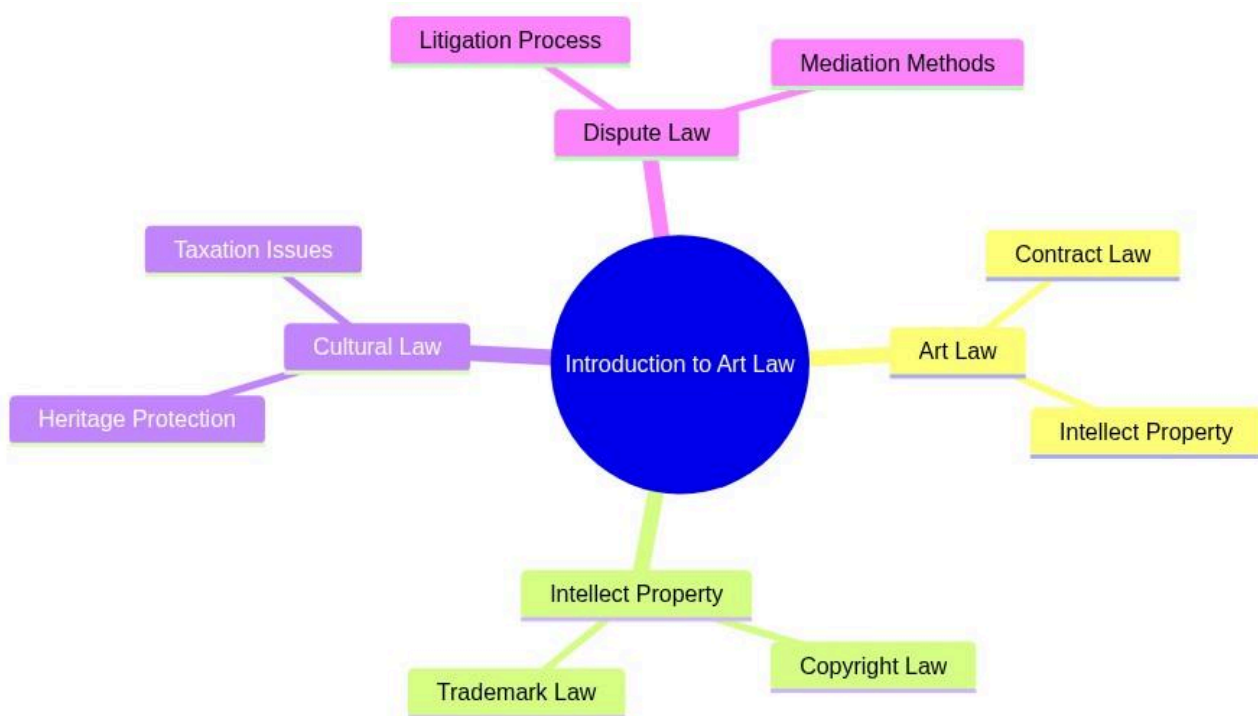 Litigation Process
Mediation Methods
Dispute Law
Taxation Issues
Contract Law
Cultural Law
Introduction to Art Law
Art Law
Heritage Protection
Intellect Property
Intellect Property
Copyright Law
Trademark Law